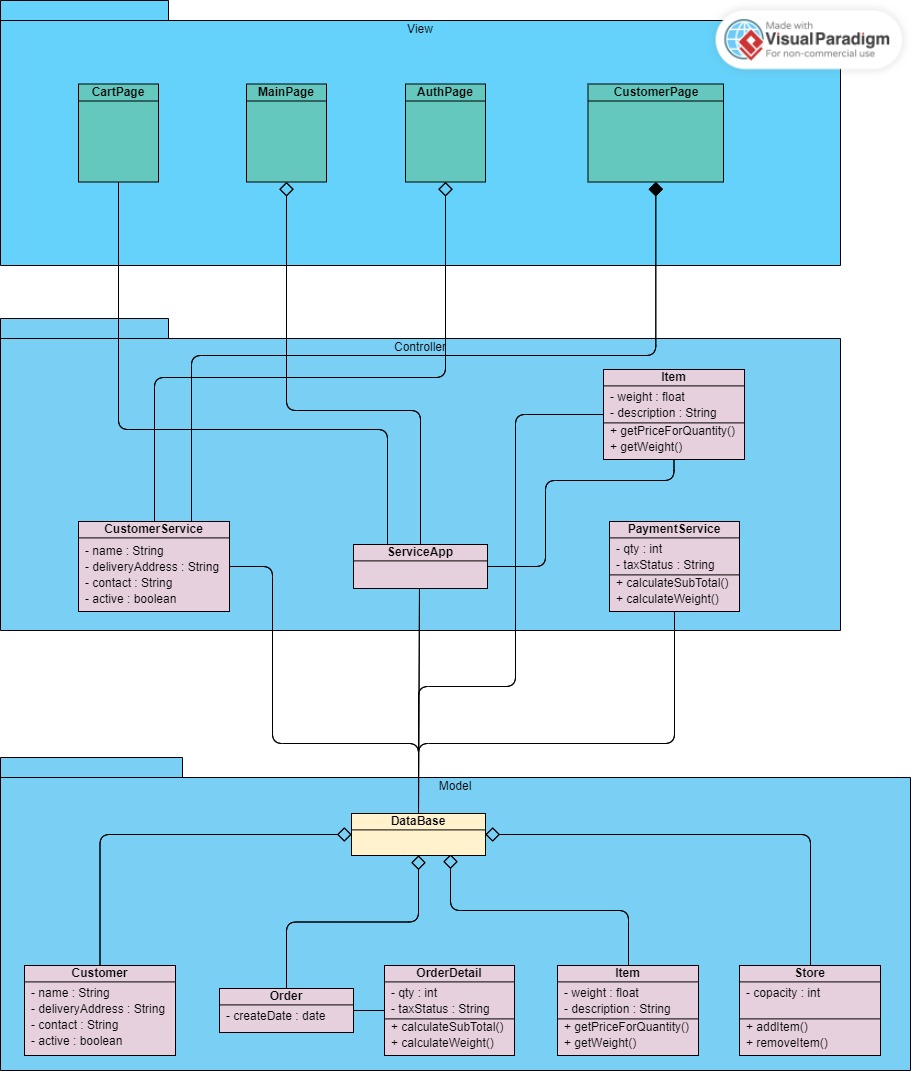 Made with
Visual Paradigm
For non-commercial use
View
CartPage
MainPage
AuthPage
CustomerPage
Controller
Item
- weight : float
- description : String
+ getPriceForQuantity()
+ getWeight()
CustomerService
- name : String
- deliveryAddress : String
- contact : String
- active : boolean
ServiceApp
PaymentService
- qty : int
- taxStatus : String
+ calculateSubTotal()
+ calculateWeight()
Model
DataBase
Customer
- name : String
- deliveryAddress : String
- contact : String
- active : boolean
Order
- createDate : date
OrderDetail
- qty : int
- taxStatus : String
+ calculateSubTotal()
+ calculateWeight()
Item
- weight : float
- description : String
+ getPriceForQuantity()
+ getWeight()
Store
- copacity : int
+ addItem()
+ removeItem()